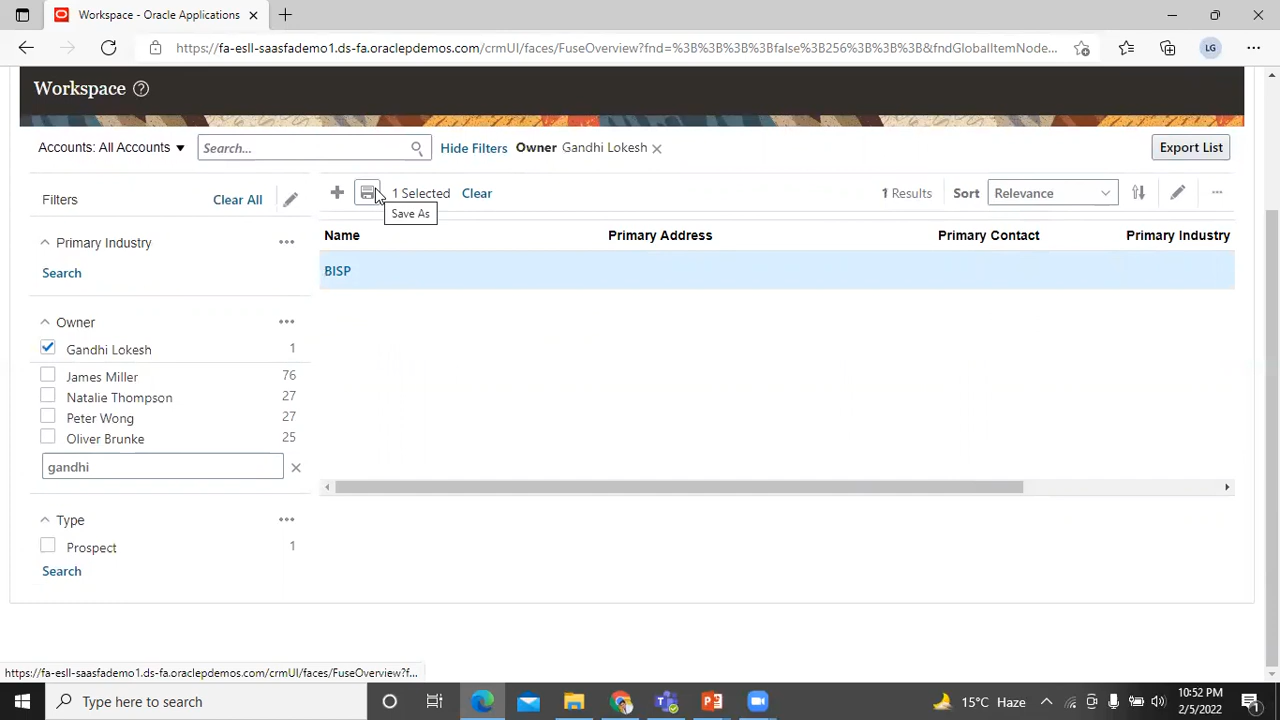 Workspace - Oracle Applications
https://fa-esll-saasfademo1.ds-fa.oraclepdemos.com/crmUI/faces/FuseOverview?fnd=%3B%3B%3B%3Bfalse%3B256%3B%3B%3B&fndGlobalItemNode...
LG
Workspace ?
Accounts: All Accounts Search... Hide Filters Owner Gandhi Lokesh Export List
Filters Clear All 1 Selected Clear 1 Results Sort Relevance
Save As
Name Primary Address Primary Contact Primary Industry
Primary Industry
Search
BISP
Owner
Gandhi Lokesh 1
James Miller 76
Natalie Thompson 27
Peter Wong 27
Oliver Brunke 25
gandhi
Type
Prospect 1
Search
https://fa-esll-saasfademo1.ds-fa.oraclepdemos.com/crmUI/faces/FuseOverview?f...
Type here to search 15°C Haze 10:52 PM
2/5/2022 1